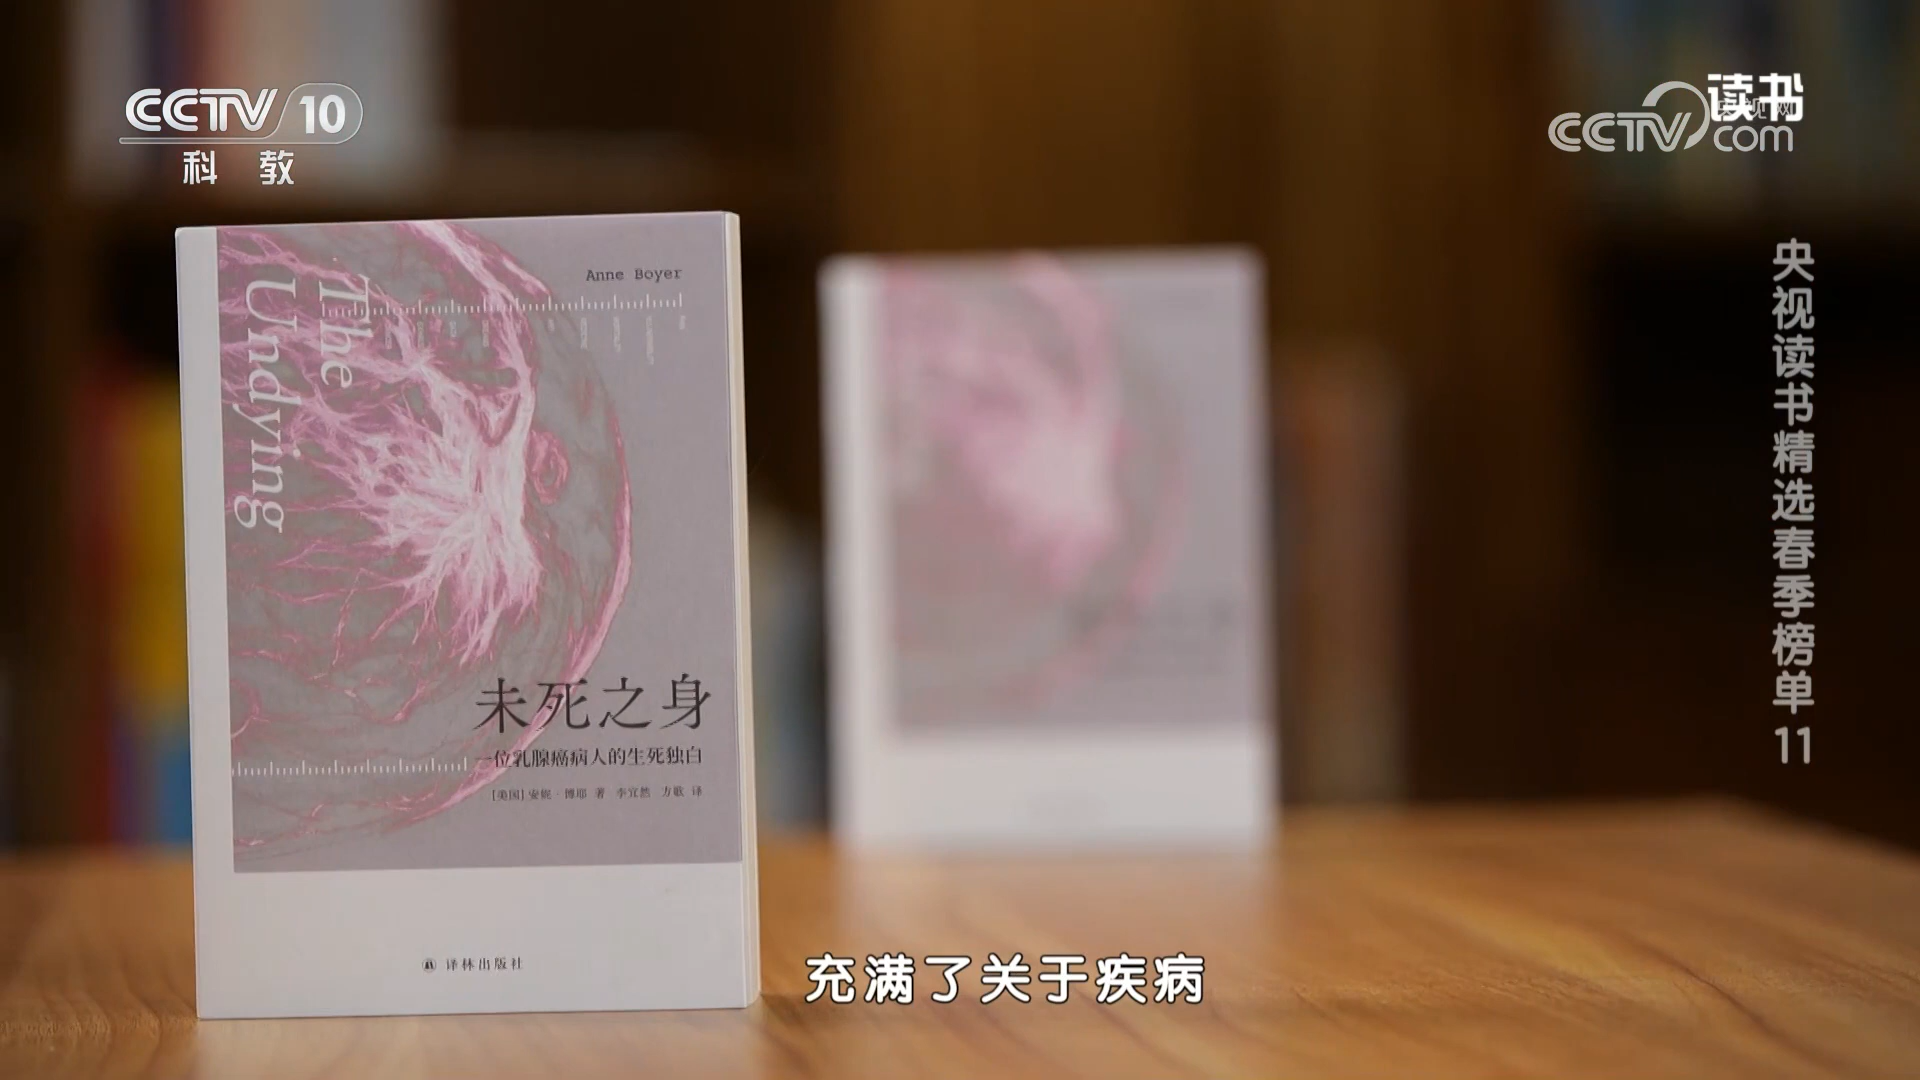 CCTV 10
科 教
读书
CCTV.com
央视读书精选春季榜单 11
Anne Boyer
The
Undying
未死之身
一位乳腺癌病人的生死独白
[美国] 安妮·博耶 著 李宜然 方歌 译
译林出版社
充满了关于疾病